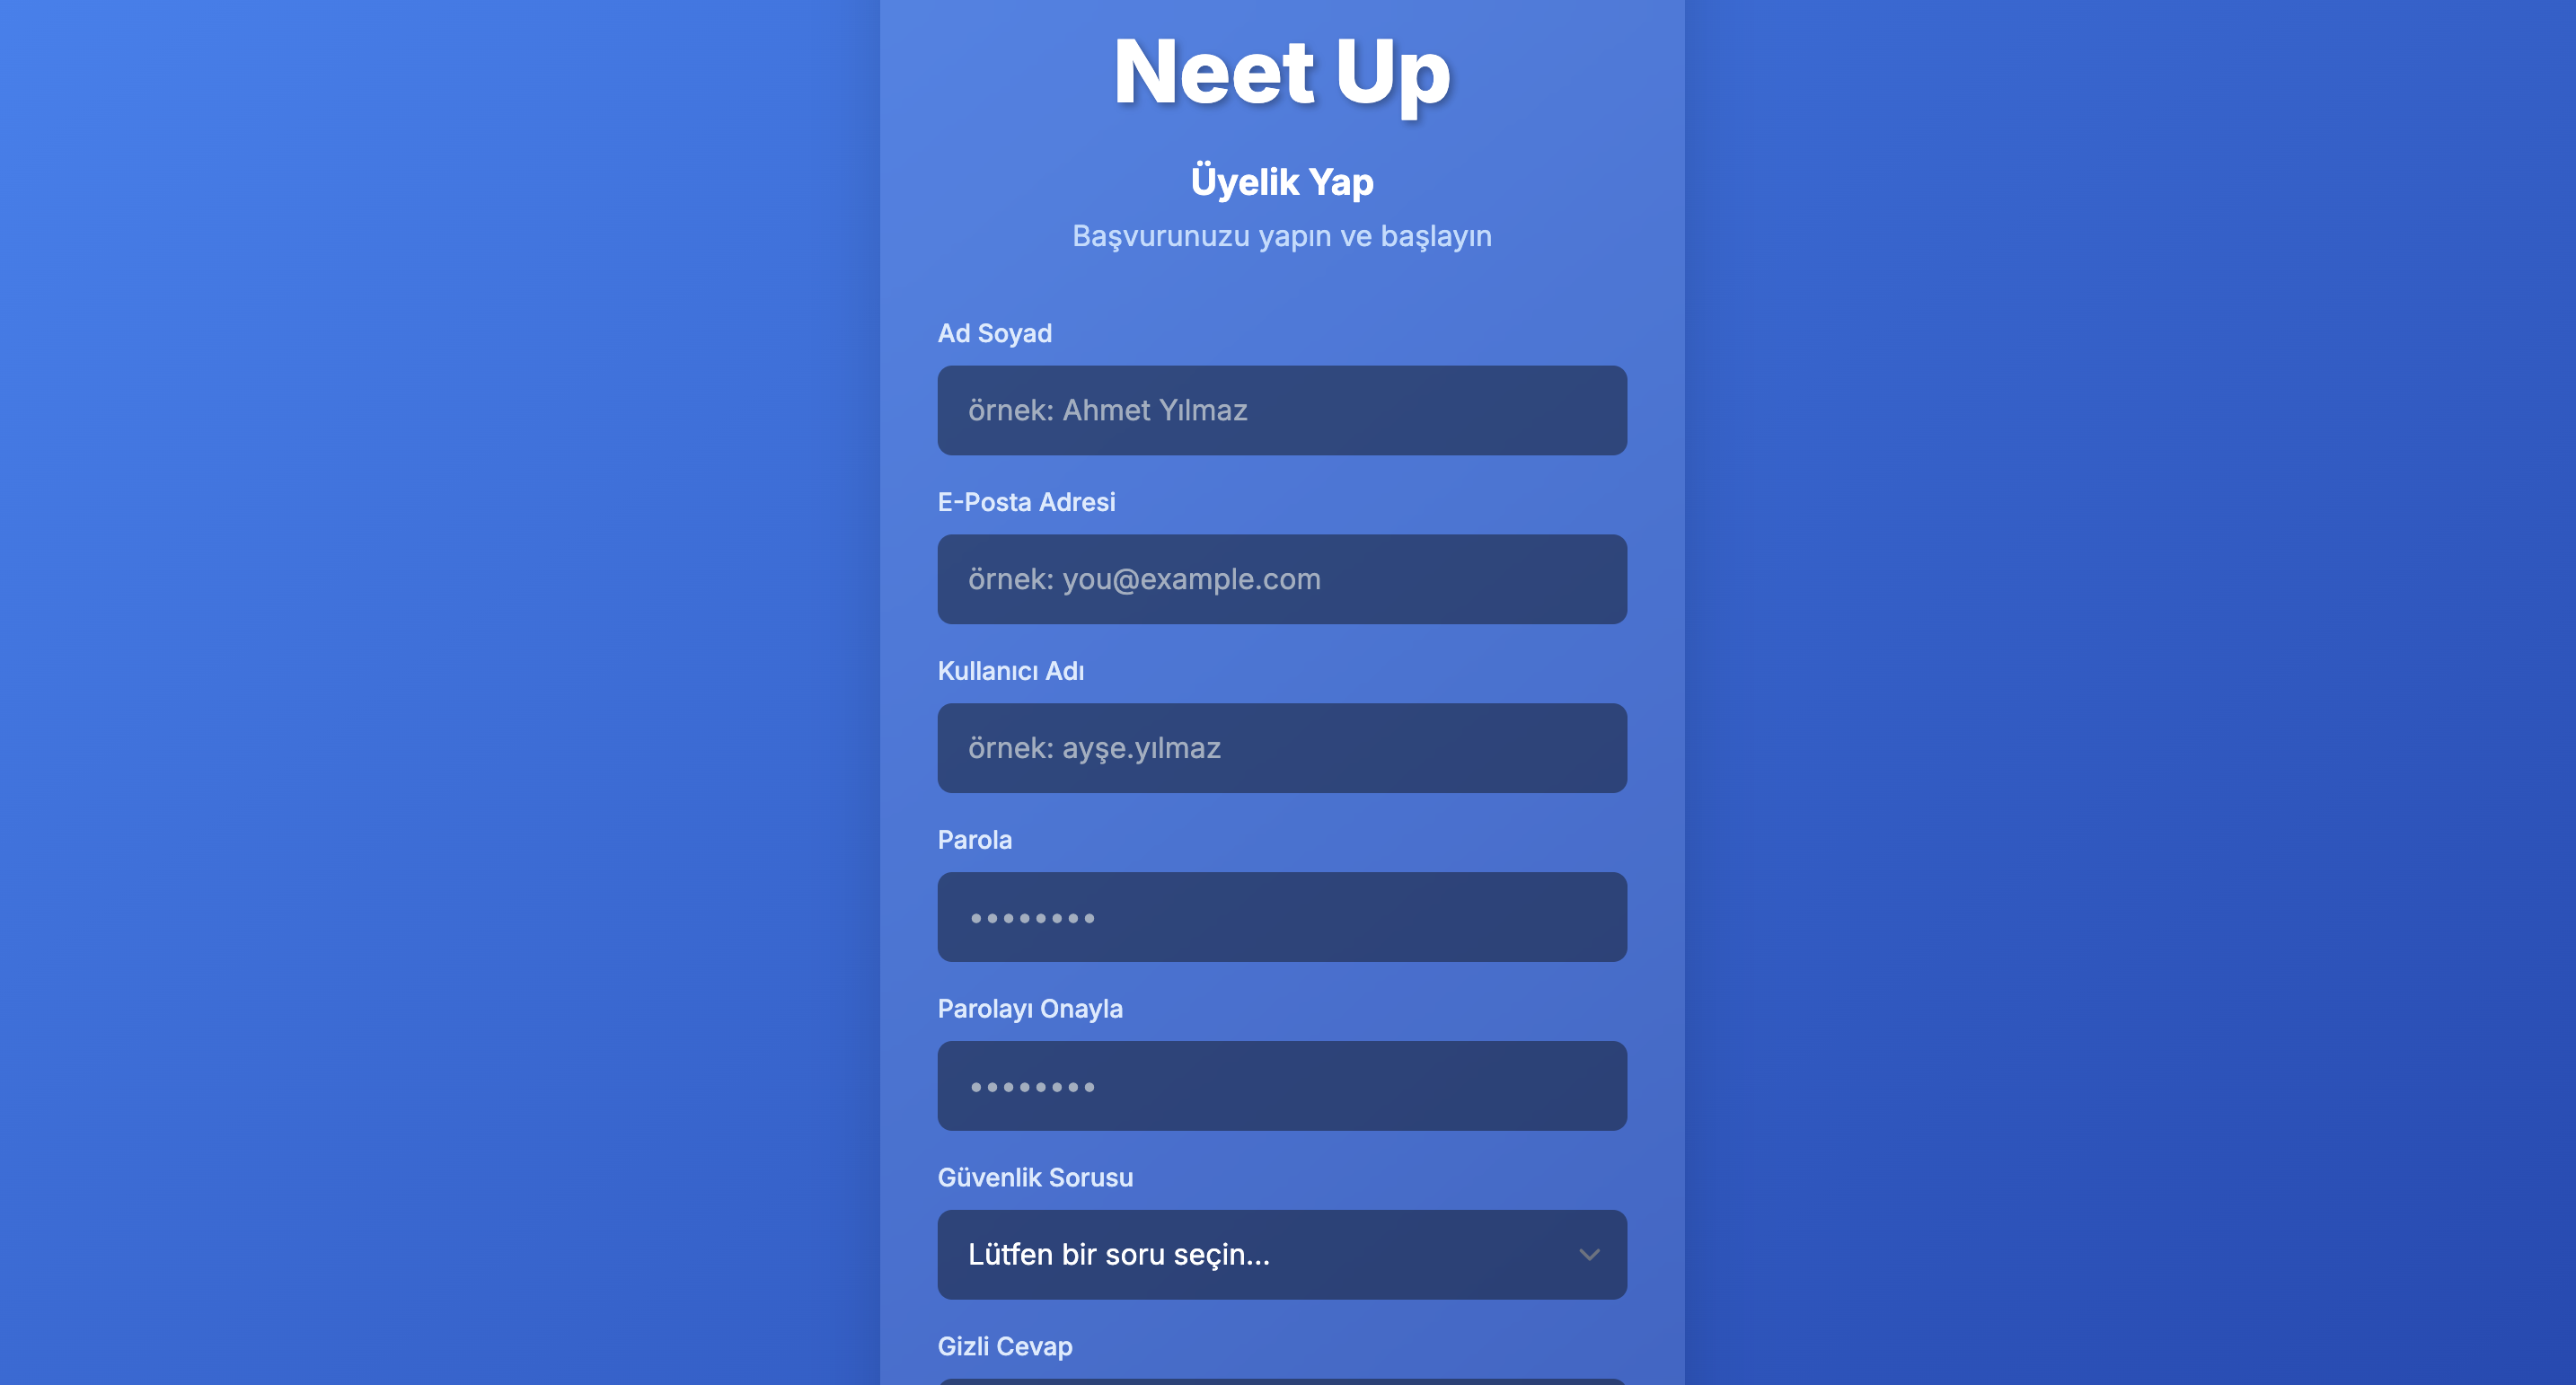 Neet Up
Üyelik Yap
Başvurunuzu yapın ve başlayın
Ad Soyad
örnek: Ahmet Yılmaz
E-Posta Adresi
örnek: you@example.com
Kullanıcı Adı
örnek: ayşe.yılmaz
Parola
••••••••
Parolayı Onayla
••••••••
Güvenlik Sorusu
Lütfen bir soru seçin...
Gizli Cevap